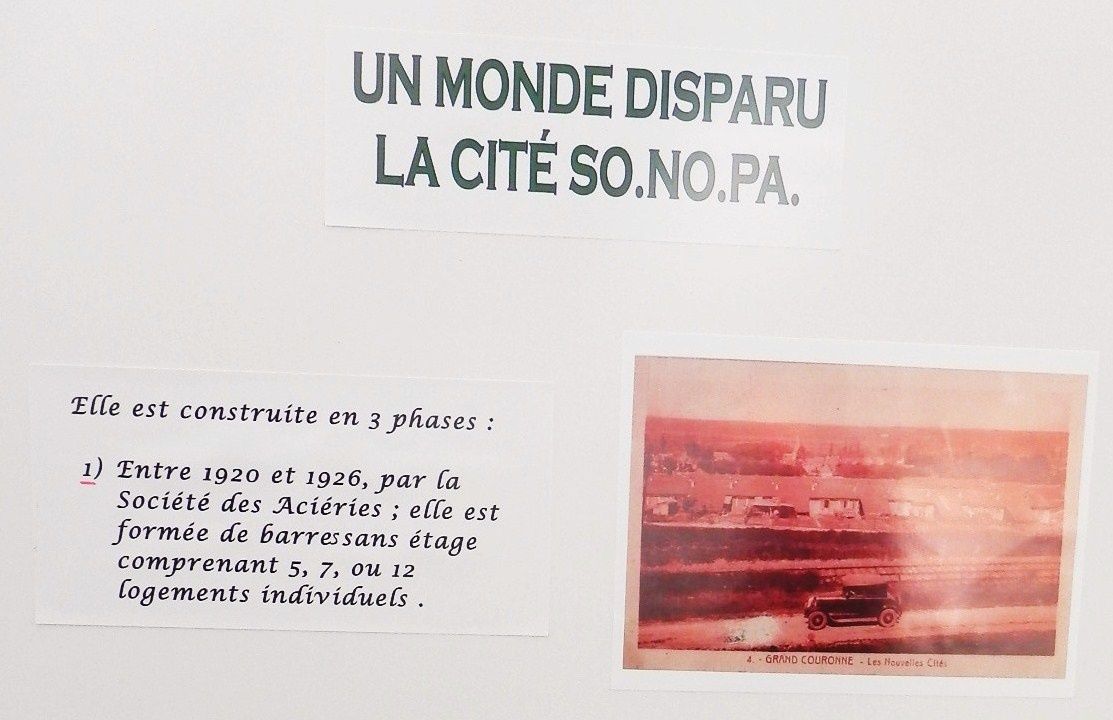 UN MONDE DISPARU
LA CITÉ SO.NO.PA.
Elle est construite en 3 phases :
1) Entre 1920 et 1926, par la
Société des Aciéries ; elle est
formée de barressans étage
comprenant 5, 7, ou 12
logements individuels .
4. - GRAND COURONNE - Les Nouvelles Cités